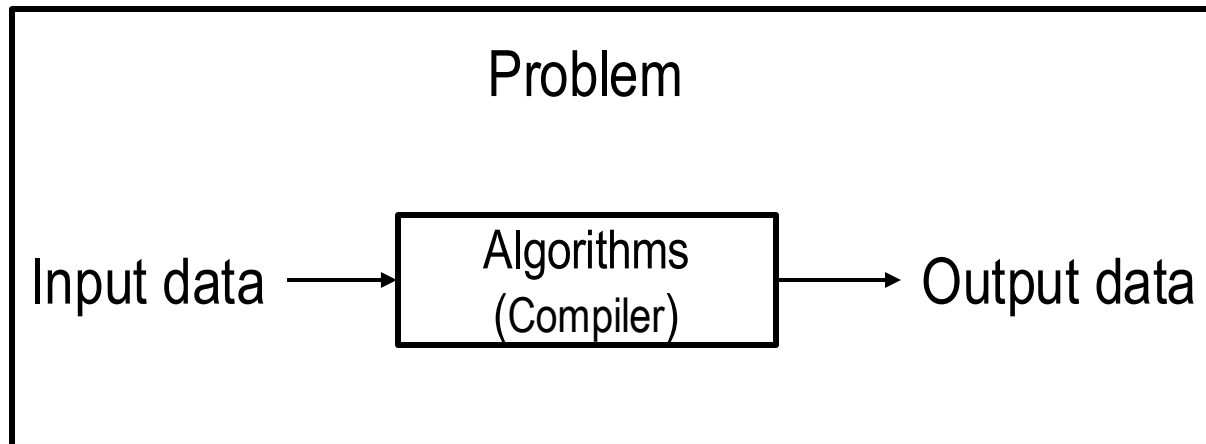 Problem
Input data
Algorithms
(Compiler)
Output data